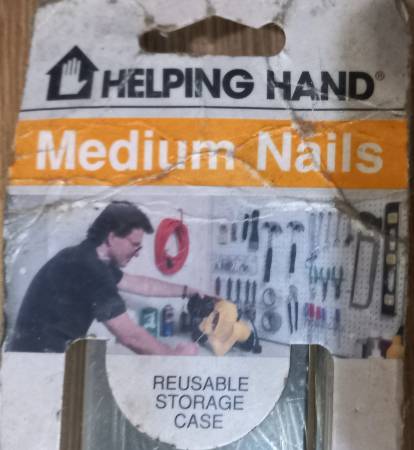 HELPING HAND®
Medium Nails
REUSABLE
STORAGE
CASE